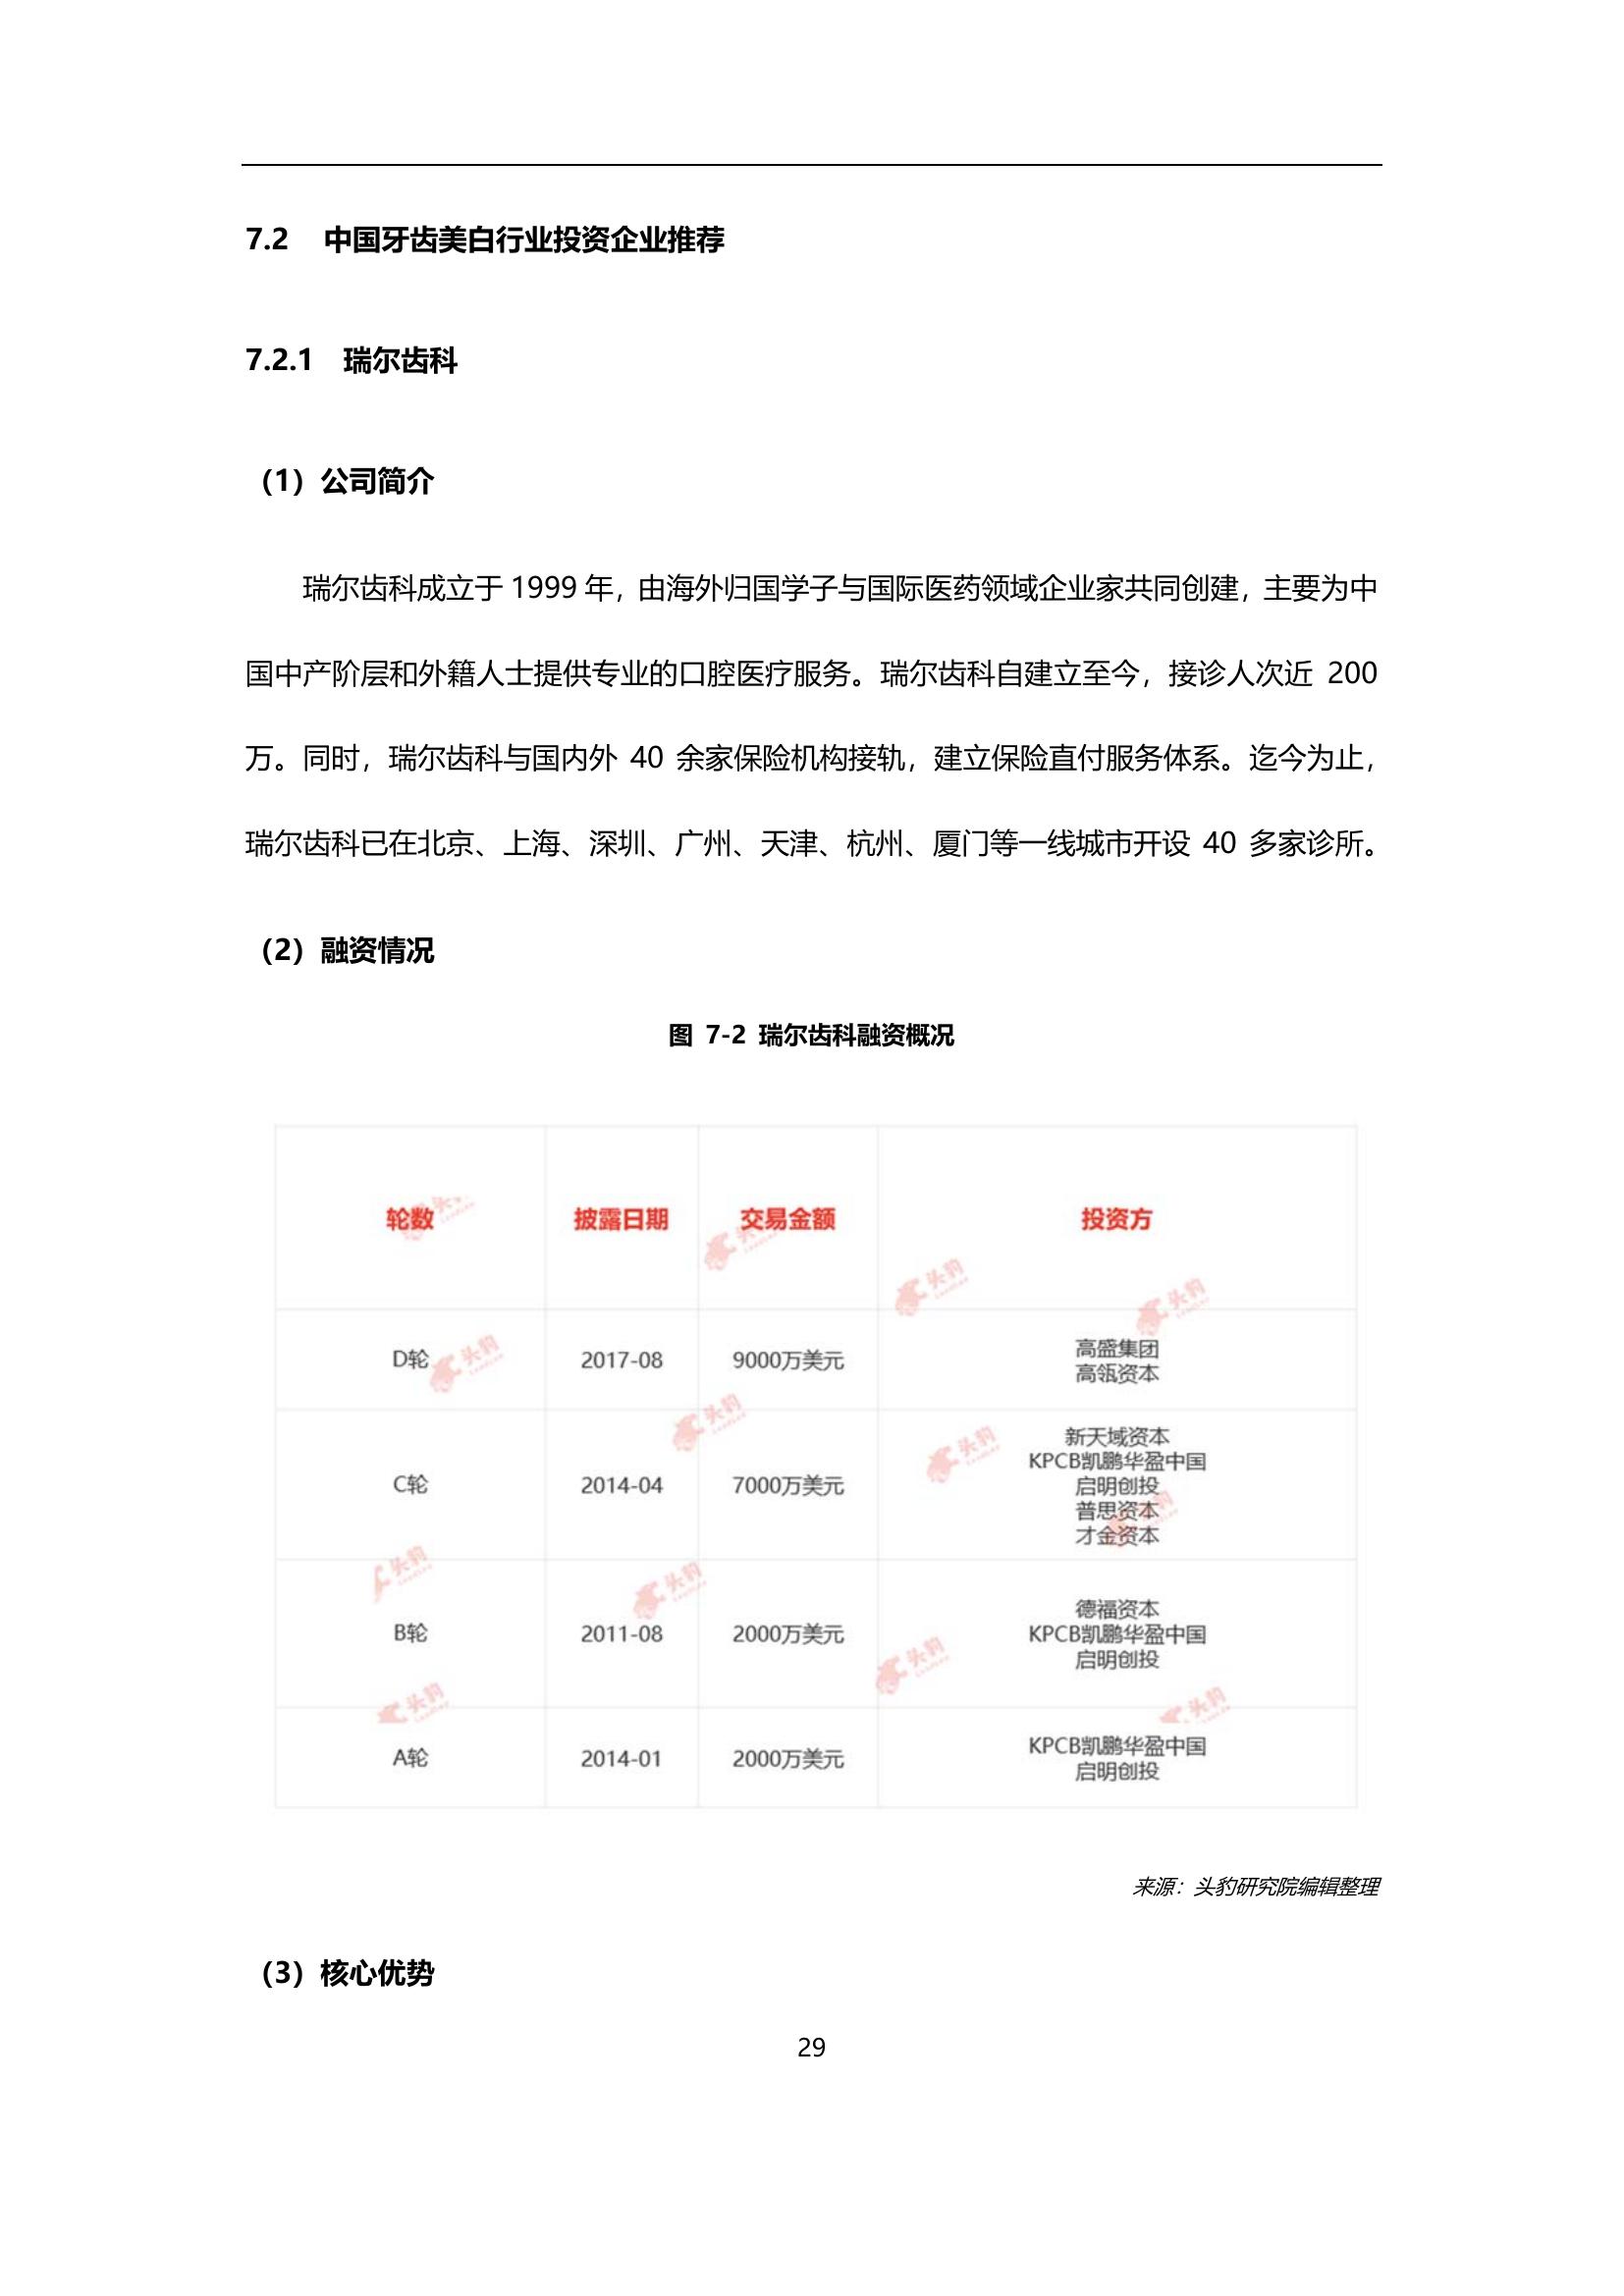 7.2 中国牙齿美白行业投资企业推荐
7.2.1 瑞尔齿科
（1）公司简介
瑞尔齿科成立于 1999 年，由海外归国学子与国际医药领域企业家共同创建，主要为中
国中产阶层和外籍人士提供专业的口腔医疗服务。瑞尔齿科自建立至今，接诊人次近 200
万。同时，瑞尔齿科与国内外 40 余家保险机构接轨，建立保险直付服务体系。迄今为止，
瑞尔齿科已在北京、上海、深圳、广州、天津、杭州、厦门等一线城市开设 40 多家诊所。
（2）融资情况
图 7-2 瑞尔齿科融资概况
轮数 披露日期 交易金额 投资方
D轮 2017-08 9000万美元 高盛集团
高瓴资本
C轮 2014-04 7000万美元 新天域资本
KPCB凯鹏华盈中国
启明创投
普思资本
才金资本
B轮 2011-08 2000万美元 德福资本
KPCB凯鹏华盈中国
启明创投
A轮 2014-01 2000万美元 KPCB凯鹏华盈中国
启明创投
来源：头豹研究院编辑整理
（3）核心优势
29